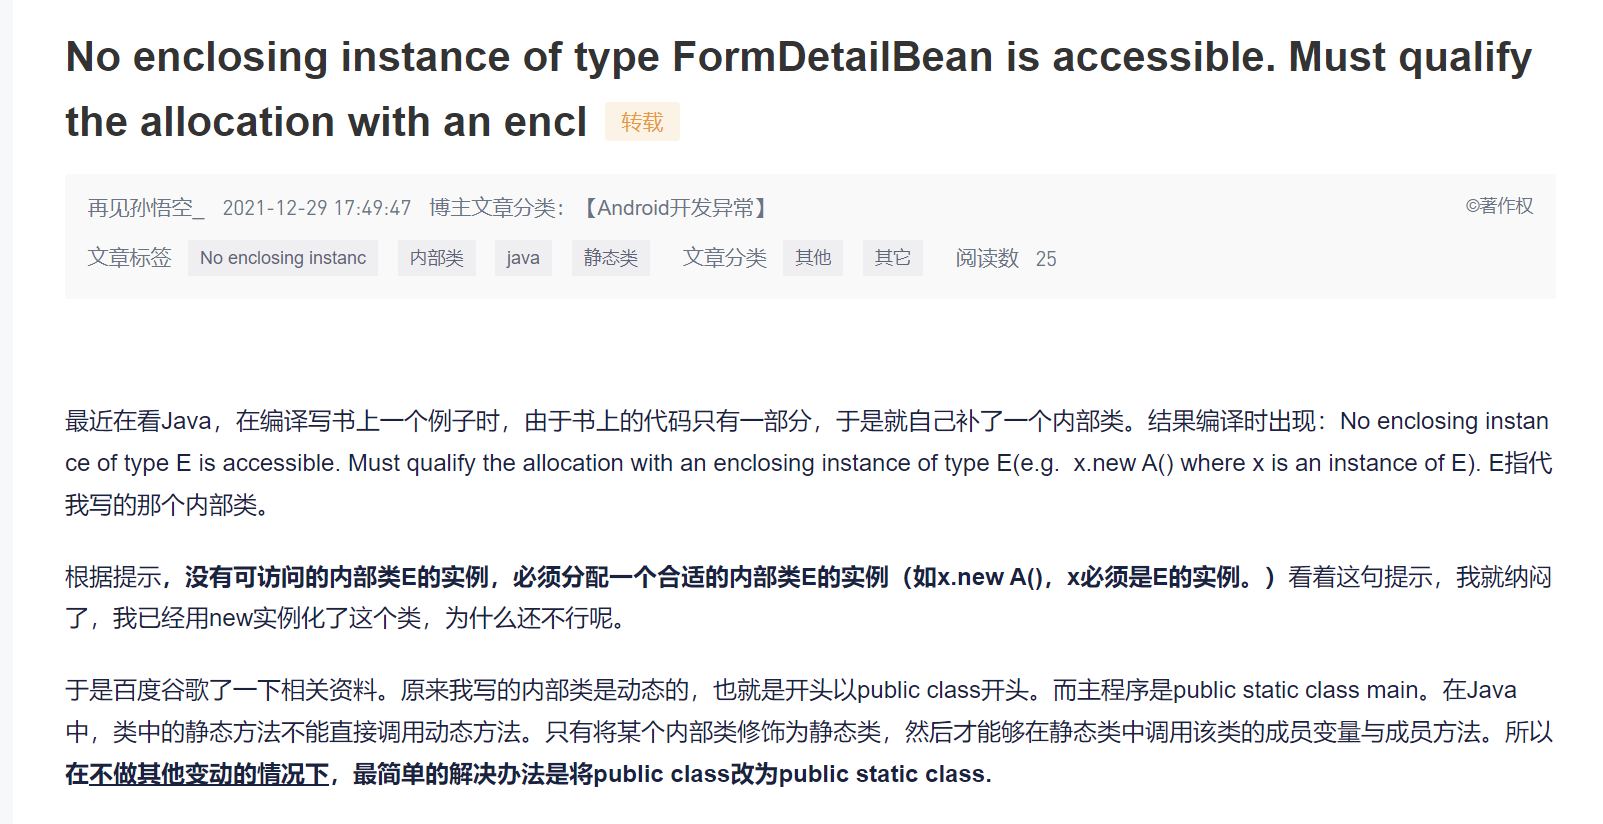 No enclosing instance of type FormDetailBean is accessible. Must qualify
the allocation with an encl 转载
再见孙悟空_ 2021-12-29 17:49:47 博主文章分类：【Android开发异常】 ©著作权
文章标签 No enclosing instanc 内部类 java 静态类 文章分类 其他 其它 阅读数 25
最近在看Java，在编译写书上一个例子时，由于书上的代码只有一部分，于是就自己补了一个内部类。结果编译时出现：No enclosing instan
ce of type E is accessible. Must qualify the allocation with an enclosing instance of type E(e.g.  x.new A() where x is an instance of E). E指代
我写的那个内部类。
根据提示，没有可访问的内部类E的实例，必须分配一个合适的内部类E的实例（如x.new A()，x必须是E的实例。）看着这句提示，我就纳闷
了，我已经用new实例化了这个类，为什么还不行呢。
于是百度谷歌了一下相关资料。原来我写的内部类是动态的，也就是开头以public class开头。而主程序是public static class main。在Java
中，类中的静态方法不能直接调用动态方法。只有将某个内部类修饰为静态类，然后才能够在静态类中调用该类的成员变量与成员方法。所以
在不做其他变动的情况下，最简单的解决办法是将public class改为public static class.